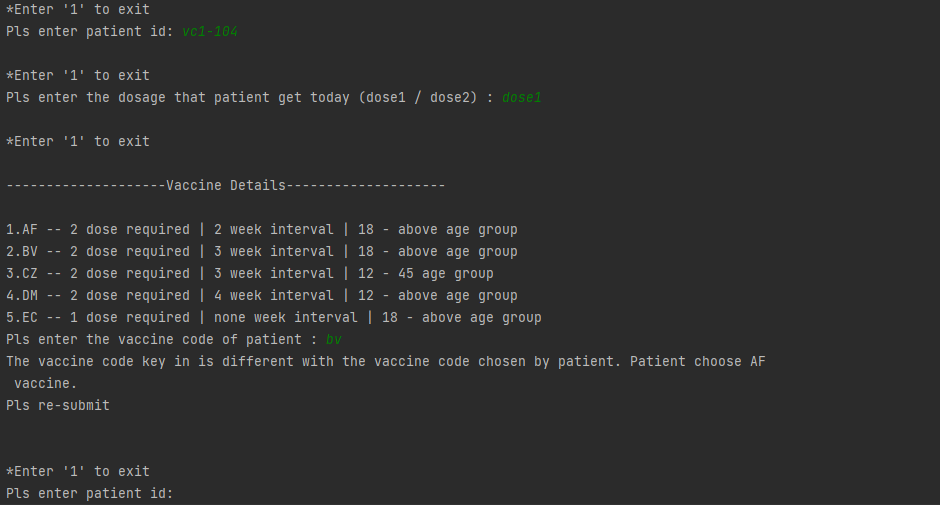 *Enter '1' to exit
Pls enter patient id: vc1-104
*Enter '1' to exit
Pls enter the dosage that patient get today (dose1 / dose2) : dose1
*Enter '1' to exit
--------------------Vaccine Details--------------------
1.AF -- 2 dose required | 2 week interval | 18 - above age group
2.BV -- 2 dose required | 3 week interval | 18 - above age group
3.CZ -- 2 dose required | 3 week interval | 12 - 45 age group
4.DM -- 2 dose required | 4 week interval | 12 - above age group
5.EC -- 1 dose required | none week interval | 18 - above age group
Pls enter the vaccine code of patient : bv
The vaccine code key in is different with the vaccine code chosen by patient. Patient choose AF
vaccine.
Pls re-submit
*Enter '1' to exit
Pls enter patient id: